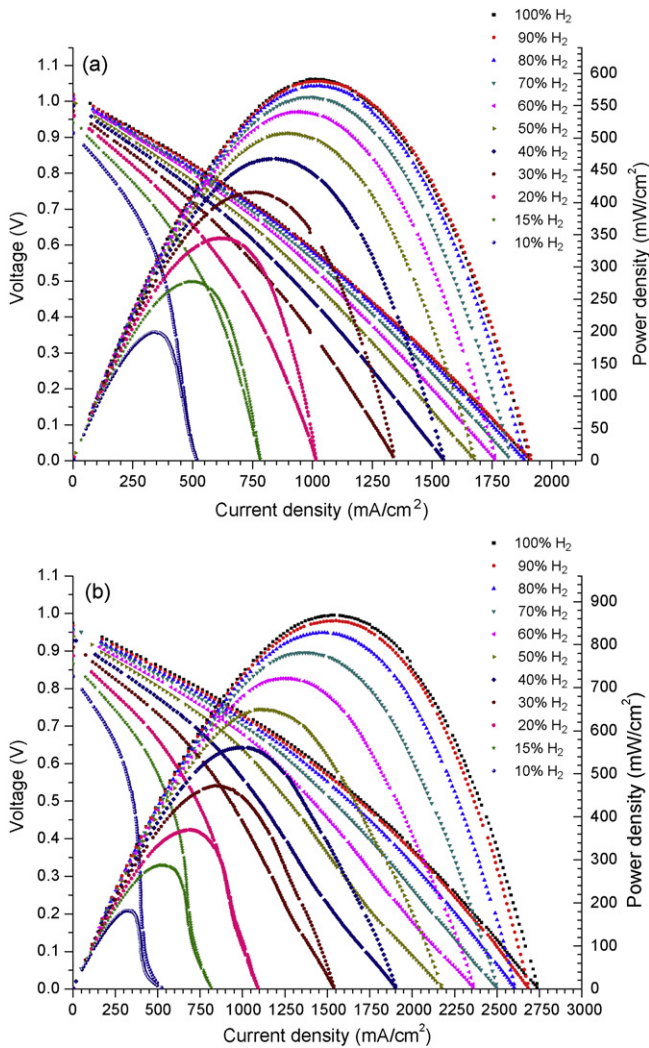 (a)
100% H₂
90% H₂
80% H₂
70% H₂
60% H₂
50% H₂
40% H₂
30% H₂
20% H₂
15% H₂
10% H₂
Voltage (V)
1.1
1.0
0.9
0.8
0.7
0.6
0.5
0.4
0.3
0.2
0.1
0.0
Power density (mW/cm²)
600
550
500
450
400
350
300
250
200
150
100
50
0
0 250 500 750 1000 1250 1500 1750 2000
Current density (mA/cm²)
(b)
100% H₂
90% H₂
80% H₂
70% H₂
60% H₂
50% H₂
40% H₂
30% H₂
20% H₂
15% H₂
10% H₂
Voltage (V)
1.1
1.0
0.9
0.8
0.7
0.6
0.5
0.4
0.3
0.2
0.1
0.0
Power density (mW/cm²)
900
800
700
600
500
400
300
200
100
0
0 250 500 750 1000 1250 1500 1750 2000 2250 2500 2750 3000
Current density (mA/cm²)